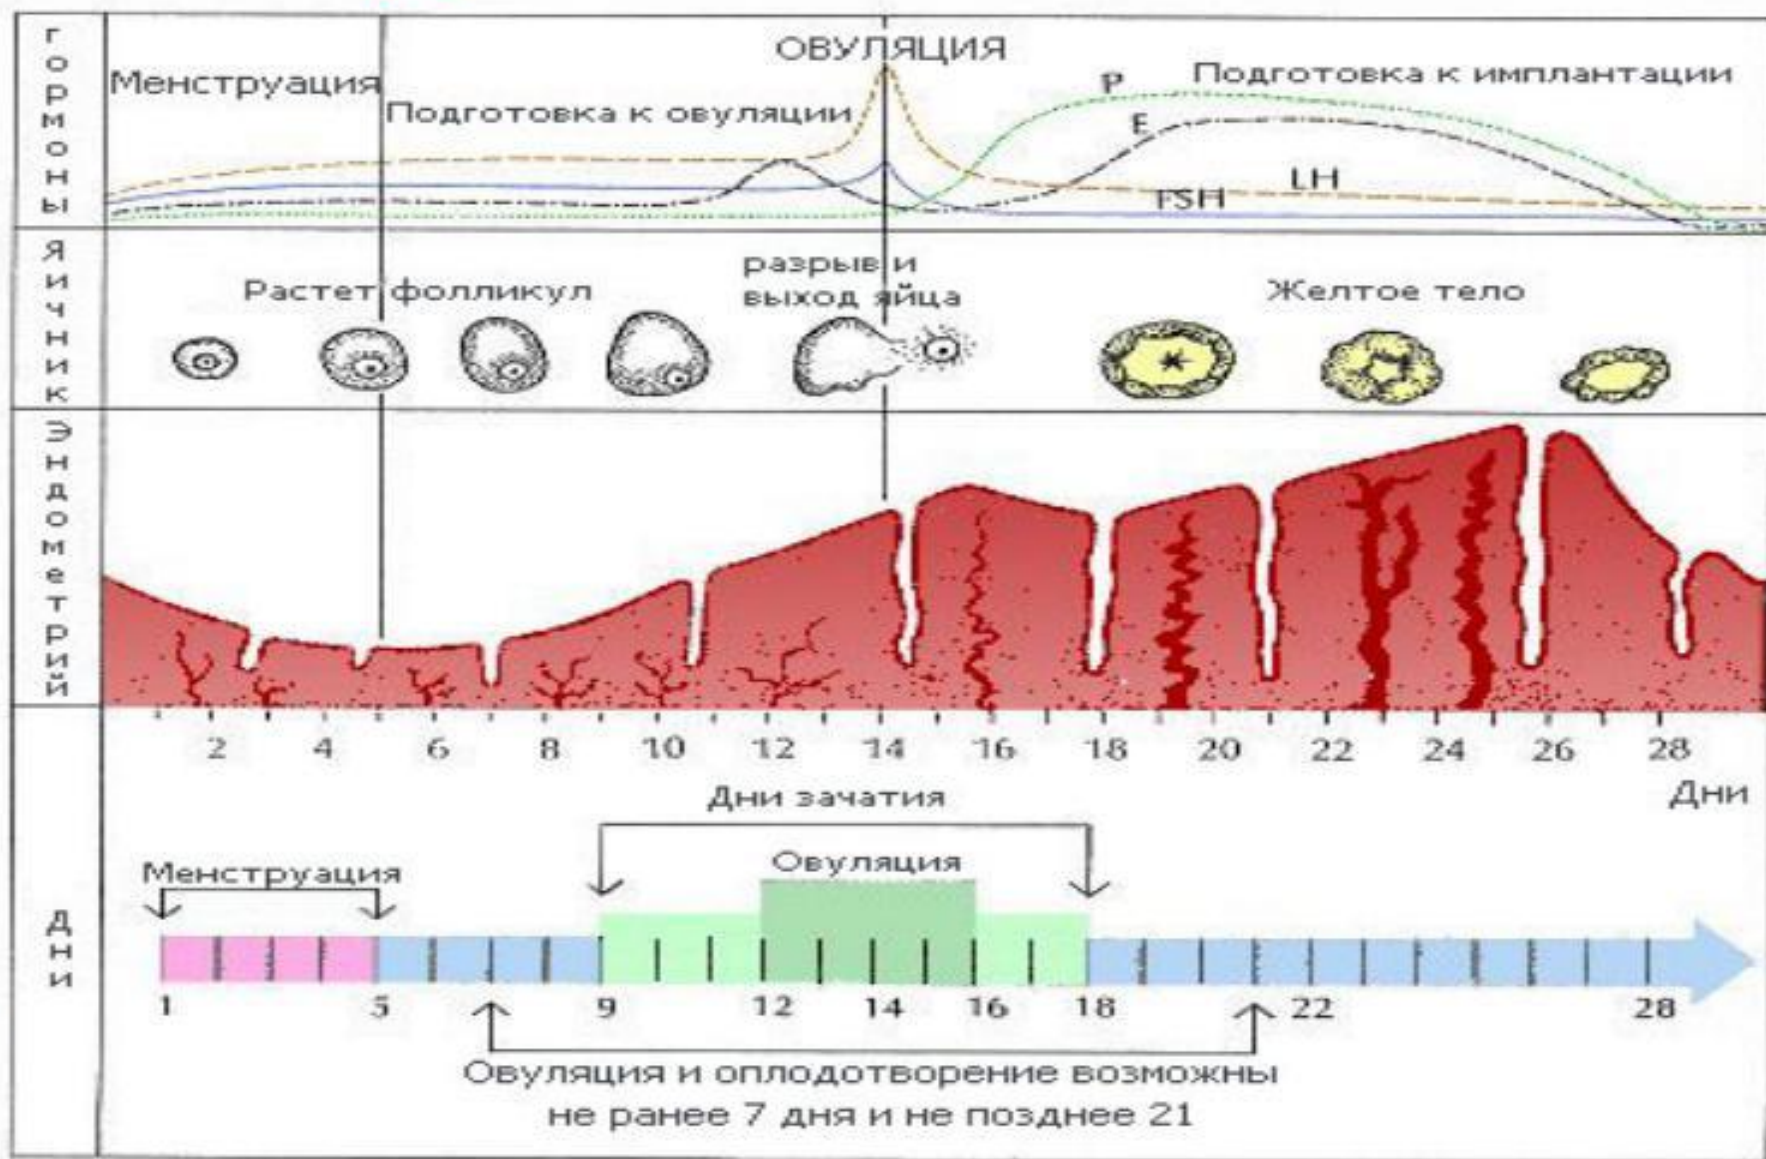 Гормоны
Менструация
Подготовка к овуляции
ОВУЛЯЦИЯ
P
E
Подготовка к имплантации
LH
FSH
Яичник
Растет фолликул
разрыв и
выход яйца
Желтое тело
Эндометрий
2 4 6 8 10 12 14 16 18 20 22 24 26 28
Дни
Дни зачатия
Менструация
Овуляция
Дни
1 5 9 12 14 16 18 22 28
Овуляция и оплодотворение возможны
не ранее 7 дня и не позднее 21